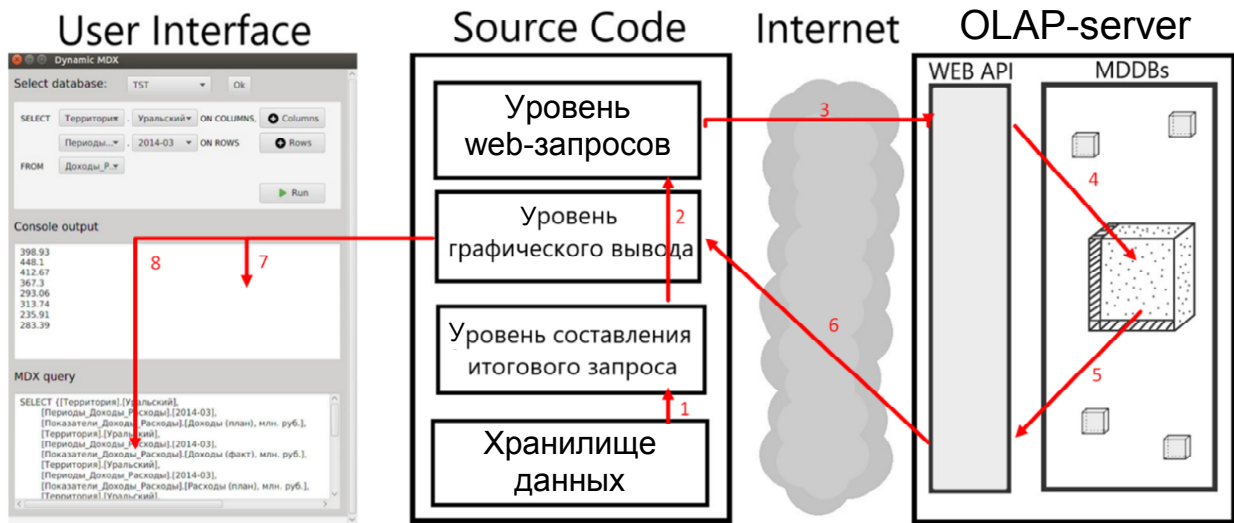 User Interface
Dynamic MDX
Select database:
TST
Ok
SELECT
Территория
.
Уральский
ON COLUMNS,
Columns
Периоды...
.
2014-03
ON ROWS
Rows
FROM
Доходы_Р...
Run
Console output
398.93
448.1
412.67
367.3
293.06
313.74
235.91
283.39
8
7
MDX query
SELECT {[Территория].[Уральский],
[Периоды_Доходы_Расходы].[2014-03],
[Показатели_Доходы_Расходы].[Доходы (план), млн. руб.],
[Территория].[Уральский],
[Периоды_Доходы_Расходы].[2014-03],
[Показатели_Доходы_Расходы].[Доходы (факт), млн. руб.],
[Территория].[Уральский],
[Периоды_Доходы_Расходы].[2014-03],
[Показатели_Доходы_Расходы].[Расходы (план), млн. руб.],
[Территория].[Уральский],
Source Code
Уровень
web-запросов
2
Уровень
графического вывода
Уровень составления
итогового запроса
1
Хранилище
данных
Internet
3
6
OLAP-server
WEB API
MDDBs
4
5